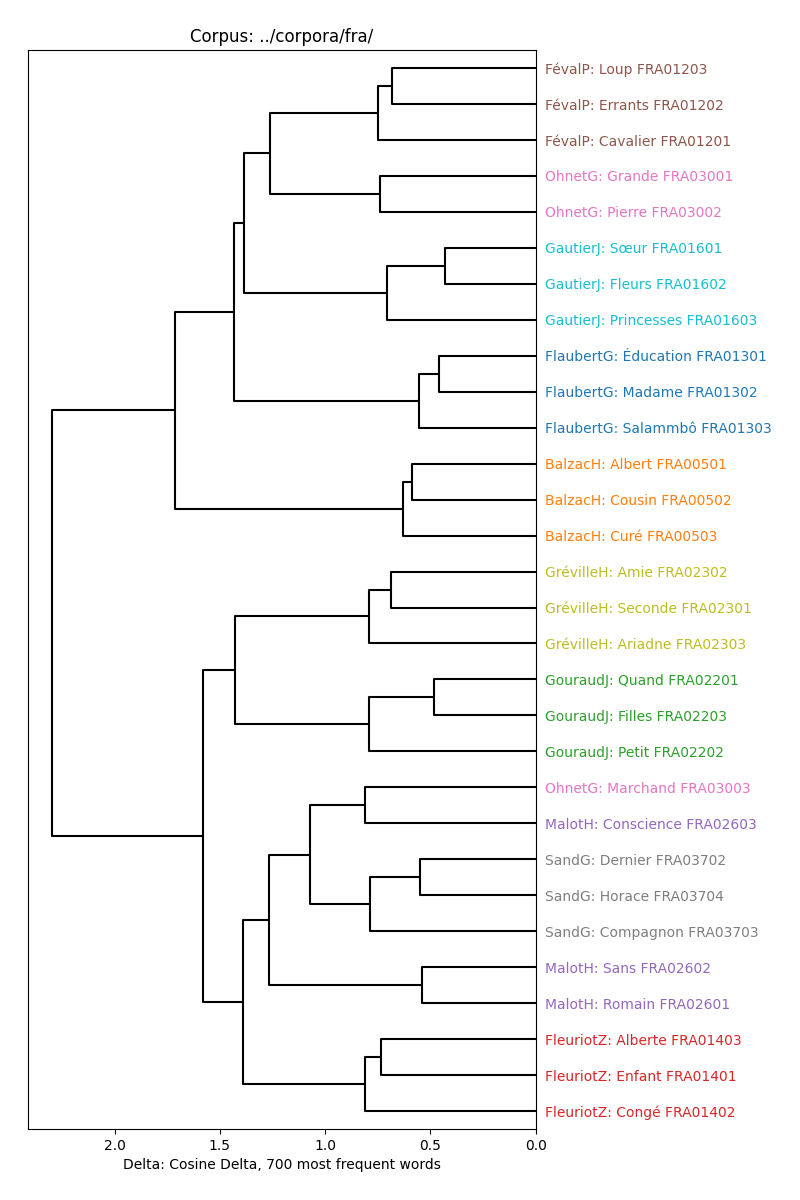 Corpus: ../corpora/fra/
FévalP: Loup FRA01203
FévalP: Errants FRA01202
FévalP: Cavalier FRA01201
OhnetG: Grande FRA03001
OhnetG: Pierre FRA03002
GautierJ: Sœur FRA01601
GautierJ: Fleurs FRA01602
GautierJ: Princesses FRA01603
FlaubertG: Éducation FRA01301
FlaubertG: Madame FRA01302
FlaubertG: Salammbô FRA01303
BalzacH: Albert FRA00501
BalzacH: Cousin FRA00502
BalzacH: Curé FRA00503
GrévilleH: Amie FRA02302
GrévilleH: Seconde FRA02301
GrévilleH: Ariadne FRA02303
GouraudJ: Quand FRA02201
GouraudJ: Filles FRA02203
GouraudJ: Petit FRA02202
OhnetG: Marchand FRA03003
MalotH: Conscience FRA02603
SandG: Dernier FRA03702
SandG: Horace FRA03704
SandG: Compagnon FRA03703
MalotH: Sans FRA02602
MalotH: Romain FRA02601
FleuriotZ: Alberte FRA01403
FleuriotZ: Enfant FRA01401
FleuriotZ: Congé FRA01402
2.0 1.5 1.0 0.5 0.0
Delta: Cosine Delta, 700 most frequent words